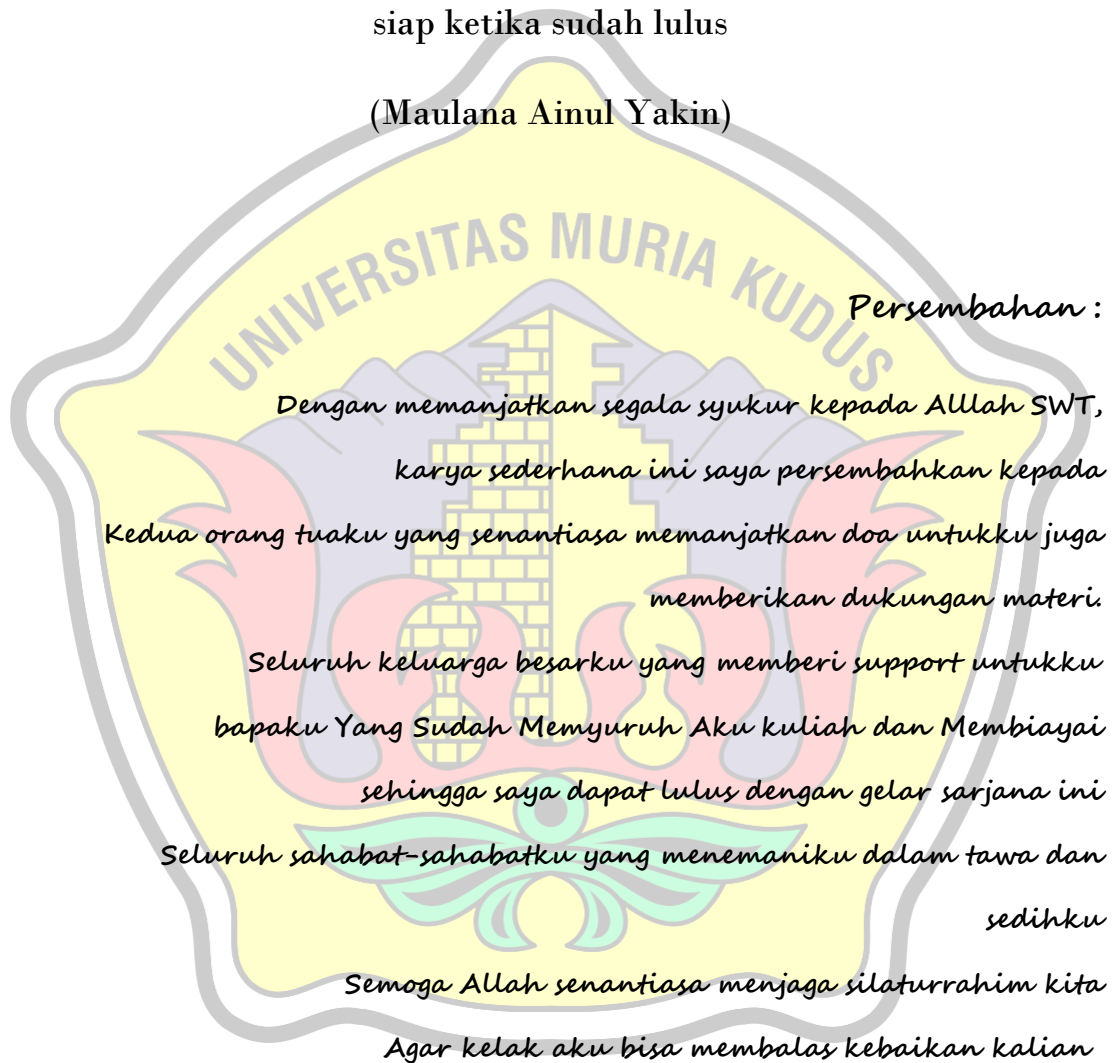 siap ketika sudah lulus
(Maulana Ainul Yakin)
UNIVERSITAS MURIA KUDUS
Persembahan :
Dengan memanjatkan segala syukur kepada Alllah SWT,
karya sederhana ini saya persembahkan kepada
Kedua orang tuaku yang senantiasa memanjatkan doa untukku juga
memberikan dukungan materi.
Seluruh keluarga besarku yang memberi support untukku
bapaku Yang Sudah Memyuruh Aku kuliah dan Membiayai
sehingga saya dapat lulus dengan gelar sarjana ini
Seluruh sahabat-sahabatku yang menemaniku dalam tawa dan
sedihku
Semoga Allah senantiasa menjaga silaturrahim kita
Agar kelak aku bisa membalas kebaikan kalian